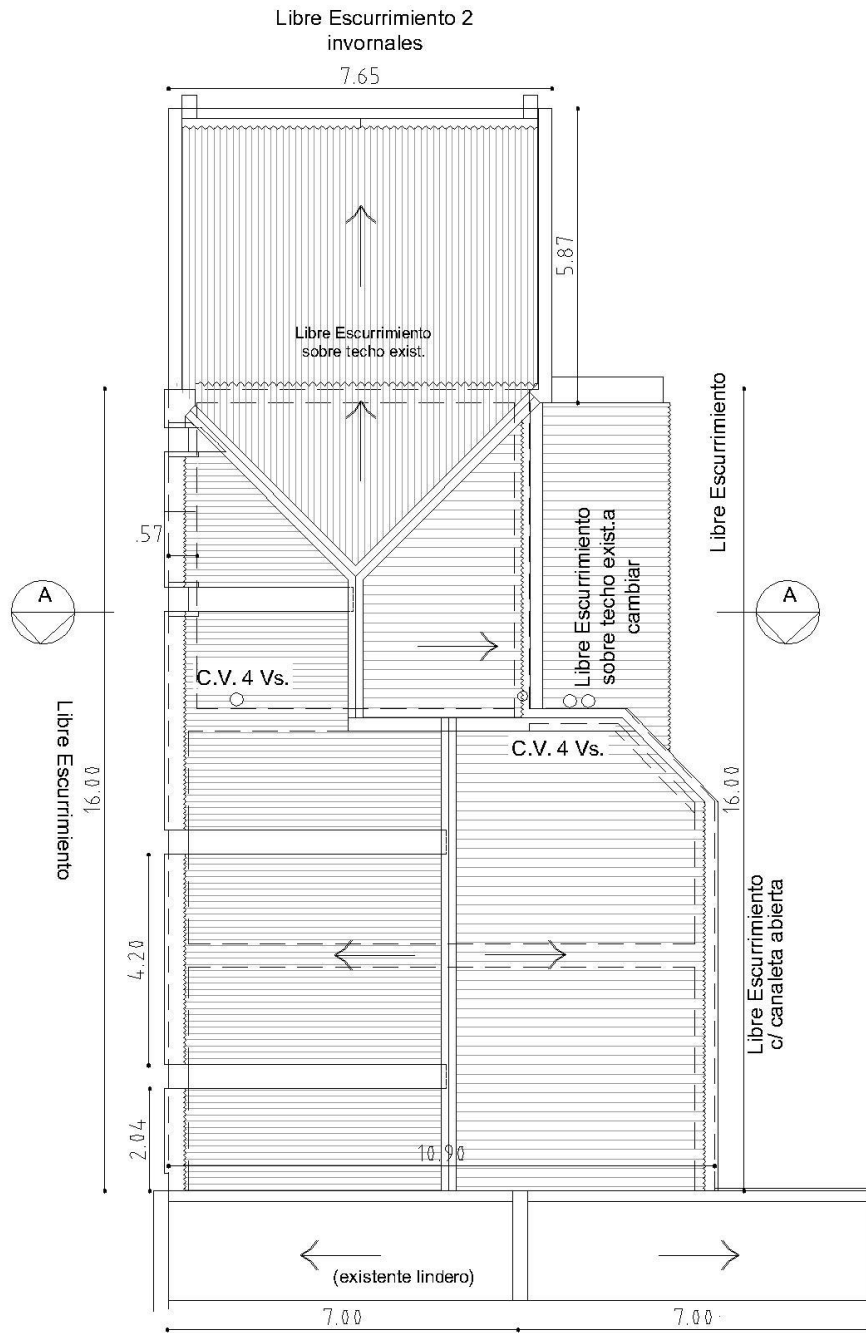 Libre Escurrimiento 2
invornales
7.65
5.87
Libre Escurrimiento
sobre techo exist.
Libre Escurrimiento
.57
Libre Escurrimiento
sobre techo exist.a
cambiar
A
A
C.V. 4 Vs.
C.V. 4 Vs.
Libre Escurrimiento
16.00
16.00
4.20
Libre Escurrimiento
c/ canaleta abierta
2.04
10.90
(existente lindero)
7.00
7.00